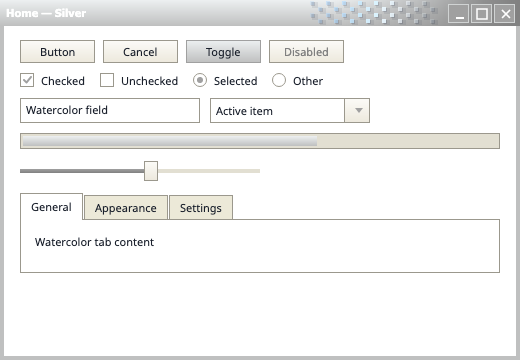 Home — Silver
Button Cancel Toggle Disabled
Checked Unchecked Selected Other
Watercolor field Active item
General Appearance Settings
Watercolor tab content